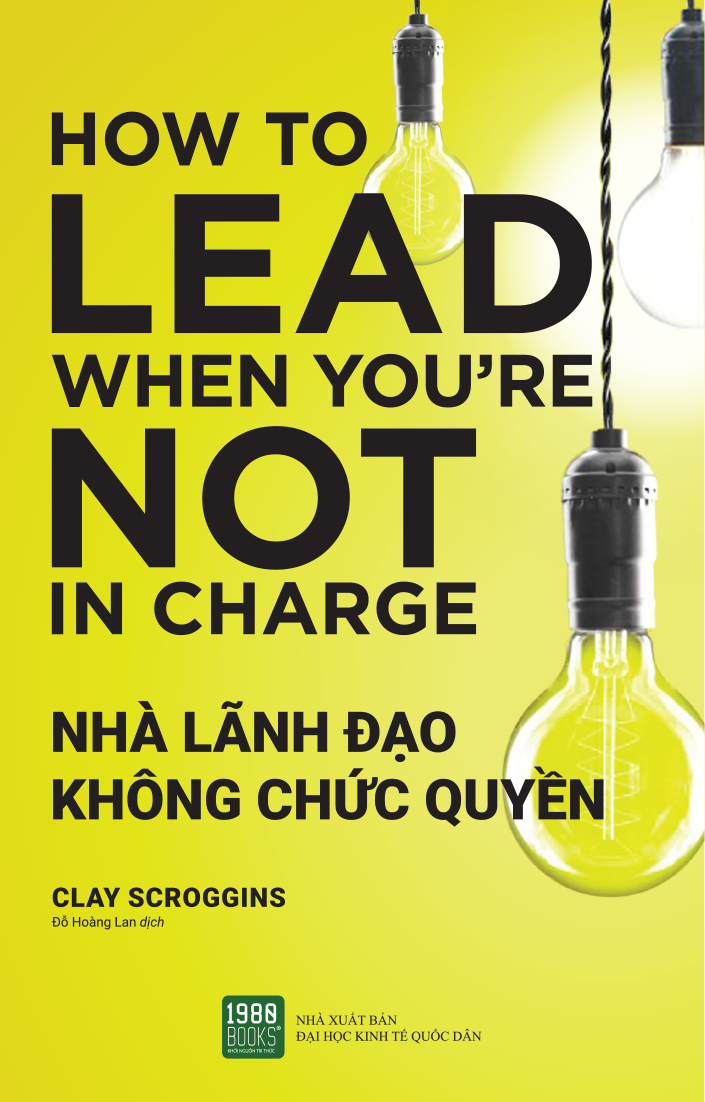 HOW TO
LEAD
WHEN YOU’RE
NOT
IN CHARGE
NHÀ LÃNH ĐẠO
KHÔNG CHỨC QUYỀN
CLAY SCROGGINS
Đỗ Hoàng Lan dịch
1980
BOOKS®
KHƠI NGUỒN TRI THỨC
NHÀ XUẤT BẢN
ĐẠI HỌC KINH TẾ QUỐC DÂN